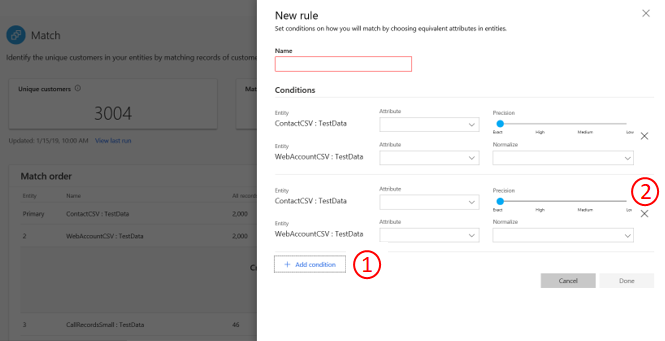 Match
Identify the unique customers in your entities by matching records of custome
Unique customers
Mat
3004
Updated: 1/15/19, 10:00 AM View last run
Match order
Entity Name All records
Primary ContactCSV : TestData 2,000
2 WebAccountCSV : TestData 2,000
3 CallRecordsSmall : TestData 46
New rule
Set conditions on how you will match by choosing equivalent attributes in entities.
Name
Conditions
Entity Attribute Precision
ContactCSV : TestData
Exact High Medium Low
Entity Attribute Normalize
WebAccountCSV : TestData
Entity Attribute Precision 2
ContactCSV : TestData
Exact High Medium
Entity Attribute Normalize
WebAccountCSV : TestData
+ Add condition 1
Cancel Done